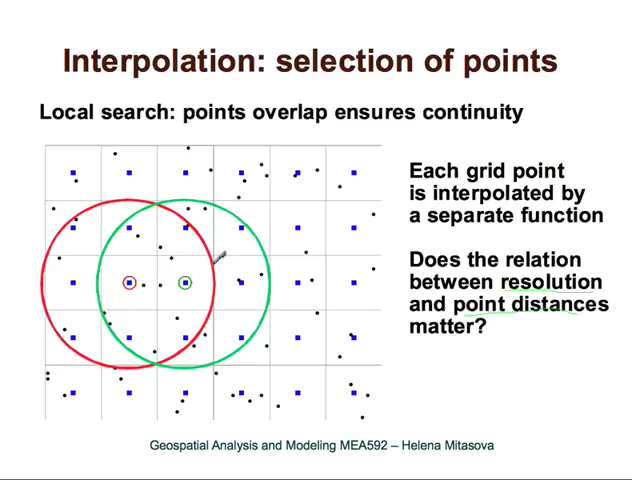 Interpolation: selection of points
Local search: points overlap ensures continuity
Each grid point
is interpolated by
a separate function
Does the relation
between resolution
and point distances
matter?
Geospatial Analysis and Modeling MEA592 – Helena Mitasova